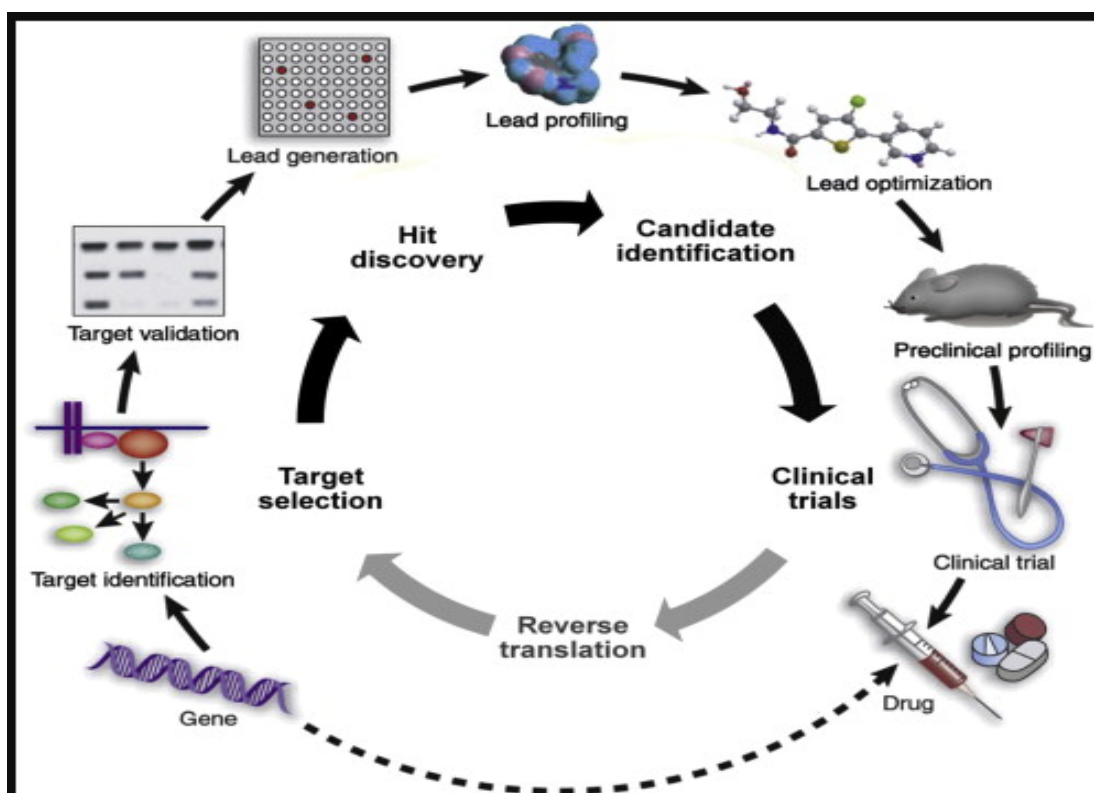 Lead generation
Lead profiling
Lead optimization
Hit
discovery
Candidate
identification
Target validation
Preclinical profiling
Target
selection
Clinical
trials
Target identification
Clinical trial
Reverse
translation
Gene
Drug